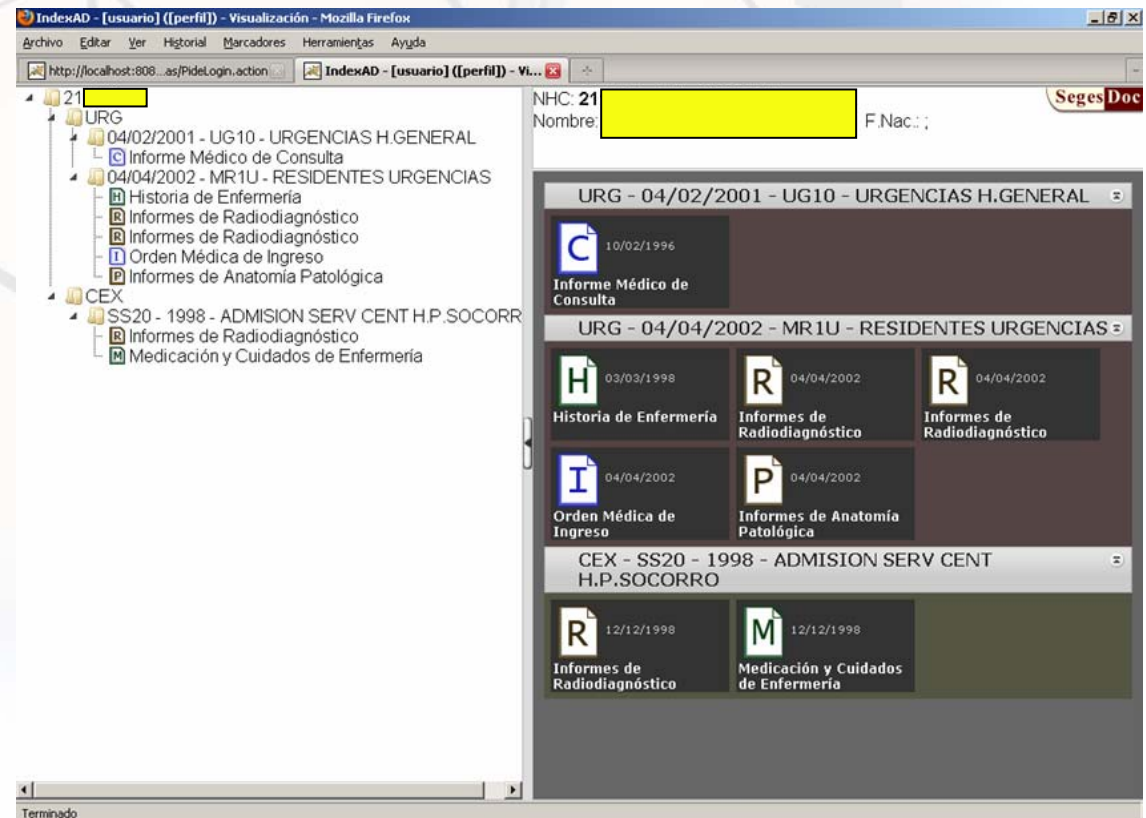 IndexAD - [usuario] ([perfil]) - Visualización - Mozilla Firefox
Archivo Editar Ver Historial Marcadores Herramientas Ayuda
http://localhost:808...as/PideLogin.action
IndexAD - [usuario] ([perfil]) - Vi...
21
URG
04/02/2001 - UG10 - URGENCIAS H.GENERAL
C Informe Médico de Consulta
04/04/2002 - MR1U - RESIDENTES URGENCIAS
H Historia de Enfermería
R Informes de Radiodiagnóstico
R Informes de Radiodiagnóstico
I Orden Médica de Ingreso
P Informes de Anatomía Patológica
CEX
SS20 - 1998 - ADMISION SERV CENT H.P.SOCORR
R Informes de Radiodiagnóstico
M Medicación y Cuidados de Enfermería
NHC: 21
Nombre: F.Nac.: ;
SegesDoc
URG - 04/02/2001 - UG10 - URGENCIAS H.GENERAL
C 10/02/1996
Informe Médico de
Consulta
URG - 04/04/2002 - MR1U - RESIDENTES URGENCIAS
H 03/03/1998
Historia de Enfermería
R 04/04/2002
Informes de
Radiodiagnóstico
R 04/04/2002
Informes de
Radiodiagnóstico
I 04/04/2002
Orden Médica de
Ingreso
P 04/04/2002
Informes de Anatomía
Patológica
CEX - SS20 - 1998 - ADMISION SERV CENT
H.P.SOCORRO
R 12/12/1998
Informes de
Radiodiagnóstico
M 12/12/1998
Medicación y Cuidados
de Enfermería
Terminado